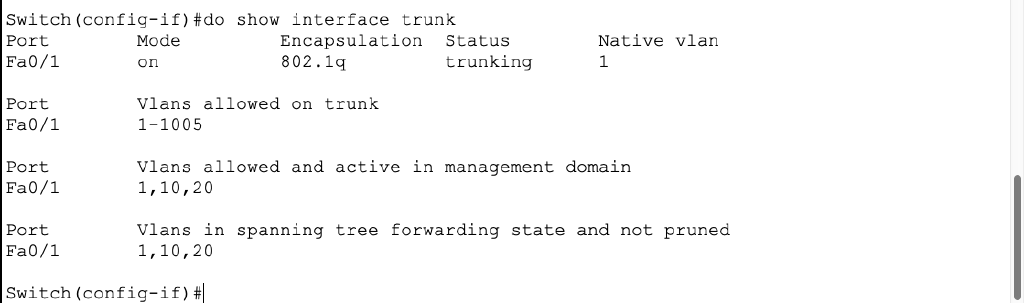 Switch(config-if)#do show interface trunk
Port        Mode         Encapsulation  Status        Native vlan
Fa0/1       on           802.1q         trunking      1
Port        Vlans allowed on trunk
Fa0/1       1-1005
Port        Vlans allowed and active in management domain
Fa0/1       1,10,20
Port        Vlans in spanning tree forwarding state and not pruned
Fa0/1       1,10,20
Switch(config-if)#